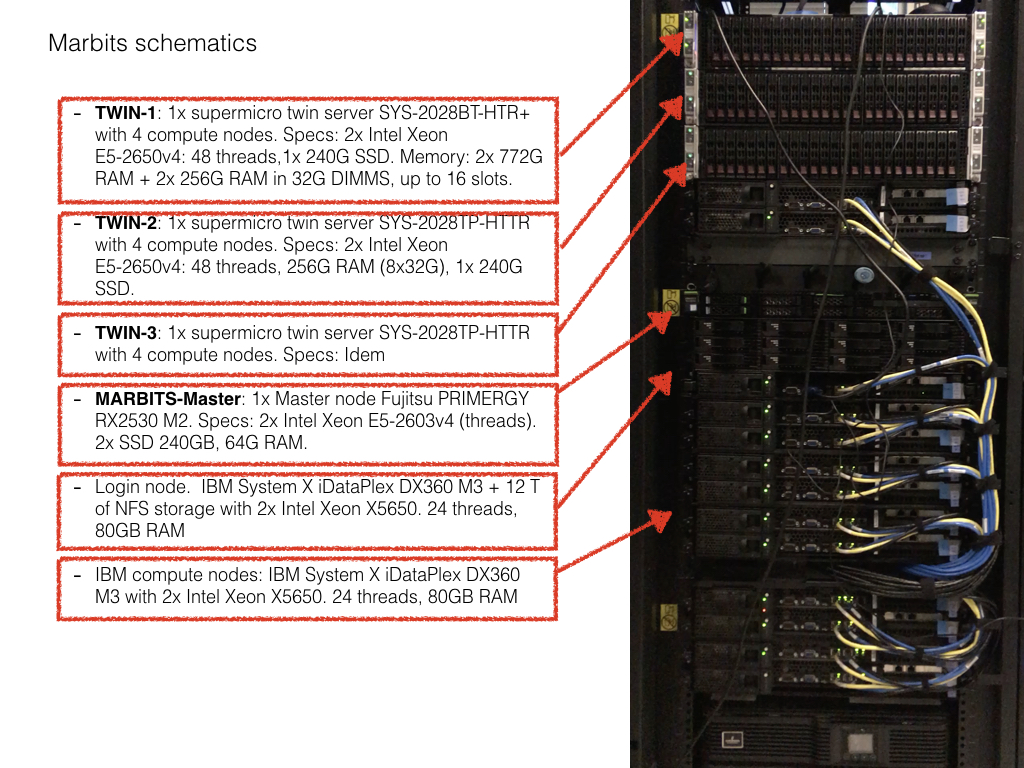 Marbits schematics
- TWIN-1: 1x supermicro twin server SYS-2028BT-HTR+
with 4 compute nodes. Specs: 2x Intel Xeon
E5-2650v4: 48 threads,1x 240G SSD. Memory: 2x 772G
RAM + 2x 256G RAM in 32G DIMMS, up to 16 slots.
- TWIN-2: 1x supermicro twin server SYS-2028TP-HTTR
with 4 compute nodes. Specs: 2x Intel Xeon
E5-2650v4: 48 threads, 256G RAM (8x32G), 1x 240G
SSD.
- TWIN-3: 1x supermicro twin server SYS-2028TP-HTTR
with 4 compute nodes. Specs: Idem
- MARBITS-Master: 1x Master node Fujitsu PRIMERGY
RX2530 M2. Specs: 2x Intel Xeon E5-2603v4 (threads).
2x SSD 240GB, 64G RAM.
- Login node. IBM System X iDataPlex DX360 M3 + 12 T
of NFS storage with 2x Intel Xeon X5650. 24 threads,
80GB RAM
- IBM compute nodes: IBM System X iDataPlex DX360
M3 with 2x Intel Xeon X5650. 24 threads, 80GB RAM